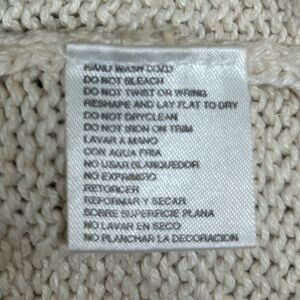 HAND WASH COLD
DO NOT BLEACH
DO NOT TWIST OR WRING
RESHAPE AND LAY FLAT TO DRY
DO NOT DRYCLEAN
DO NOT IRON ON TRIM
LAVAR A MANO
CON AGUA FRIA
NO USAR BLANQUEDOR
NO EXPRIMIDO
RETORCER
REFORMAR Y SECAR
SOBRE SUPERFICIE PLANA
NO LAVAR EN SECO
NO PLANCHAR LA DECORACION